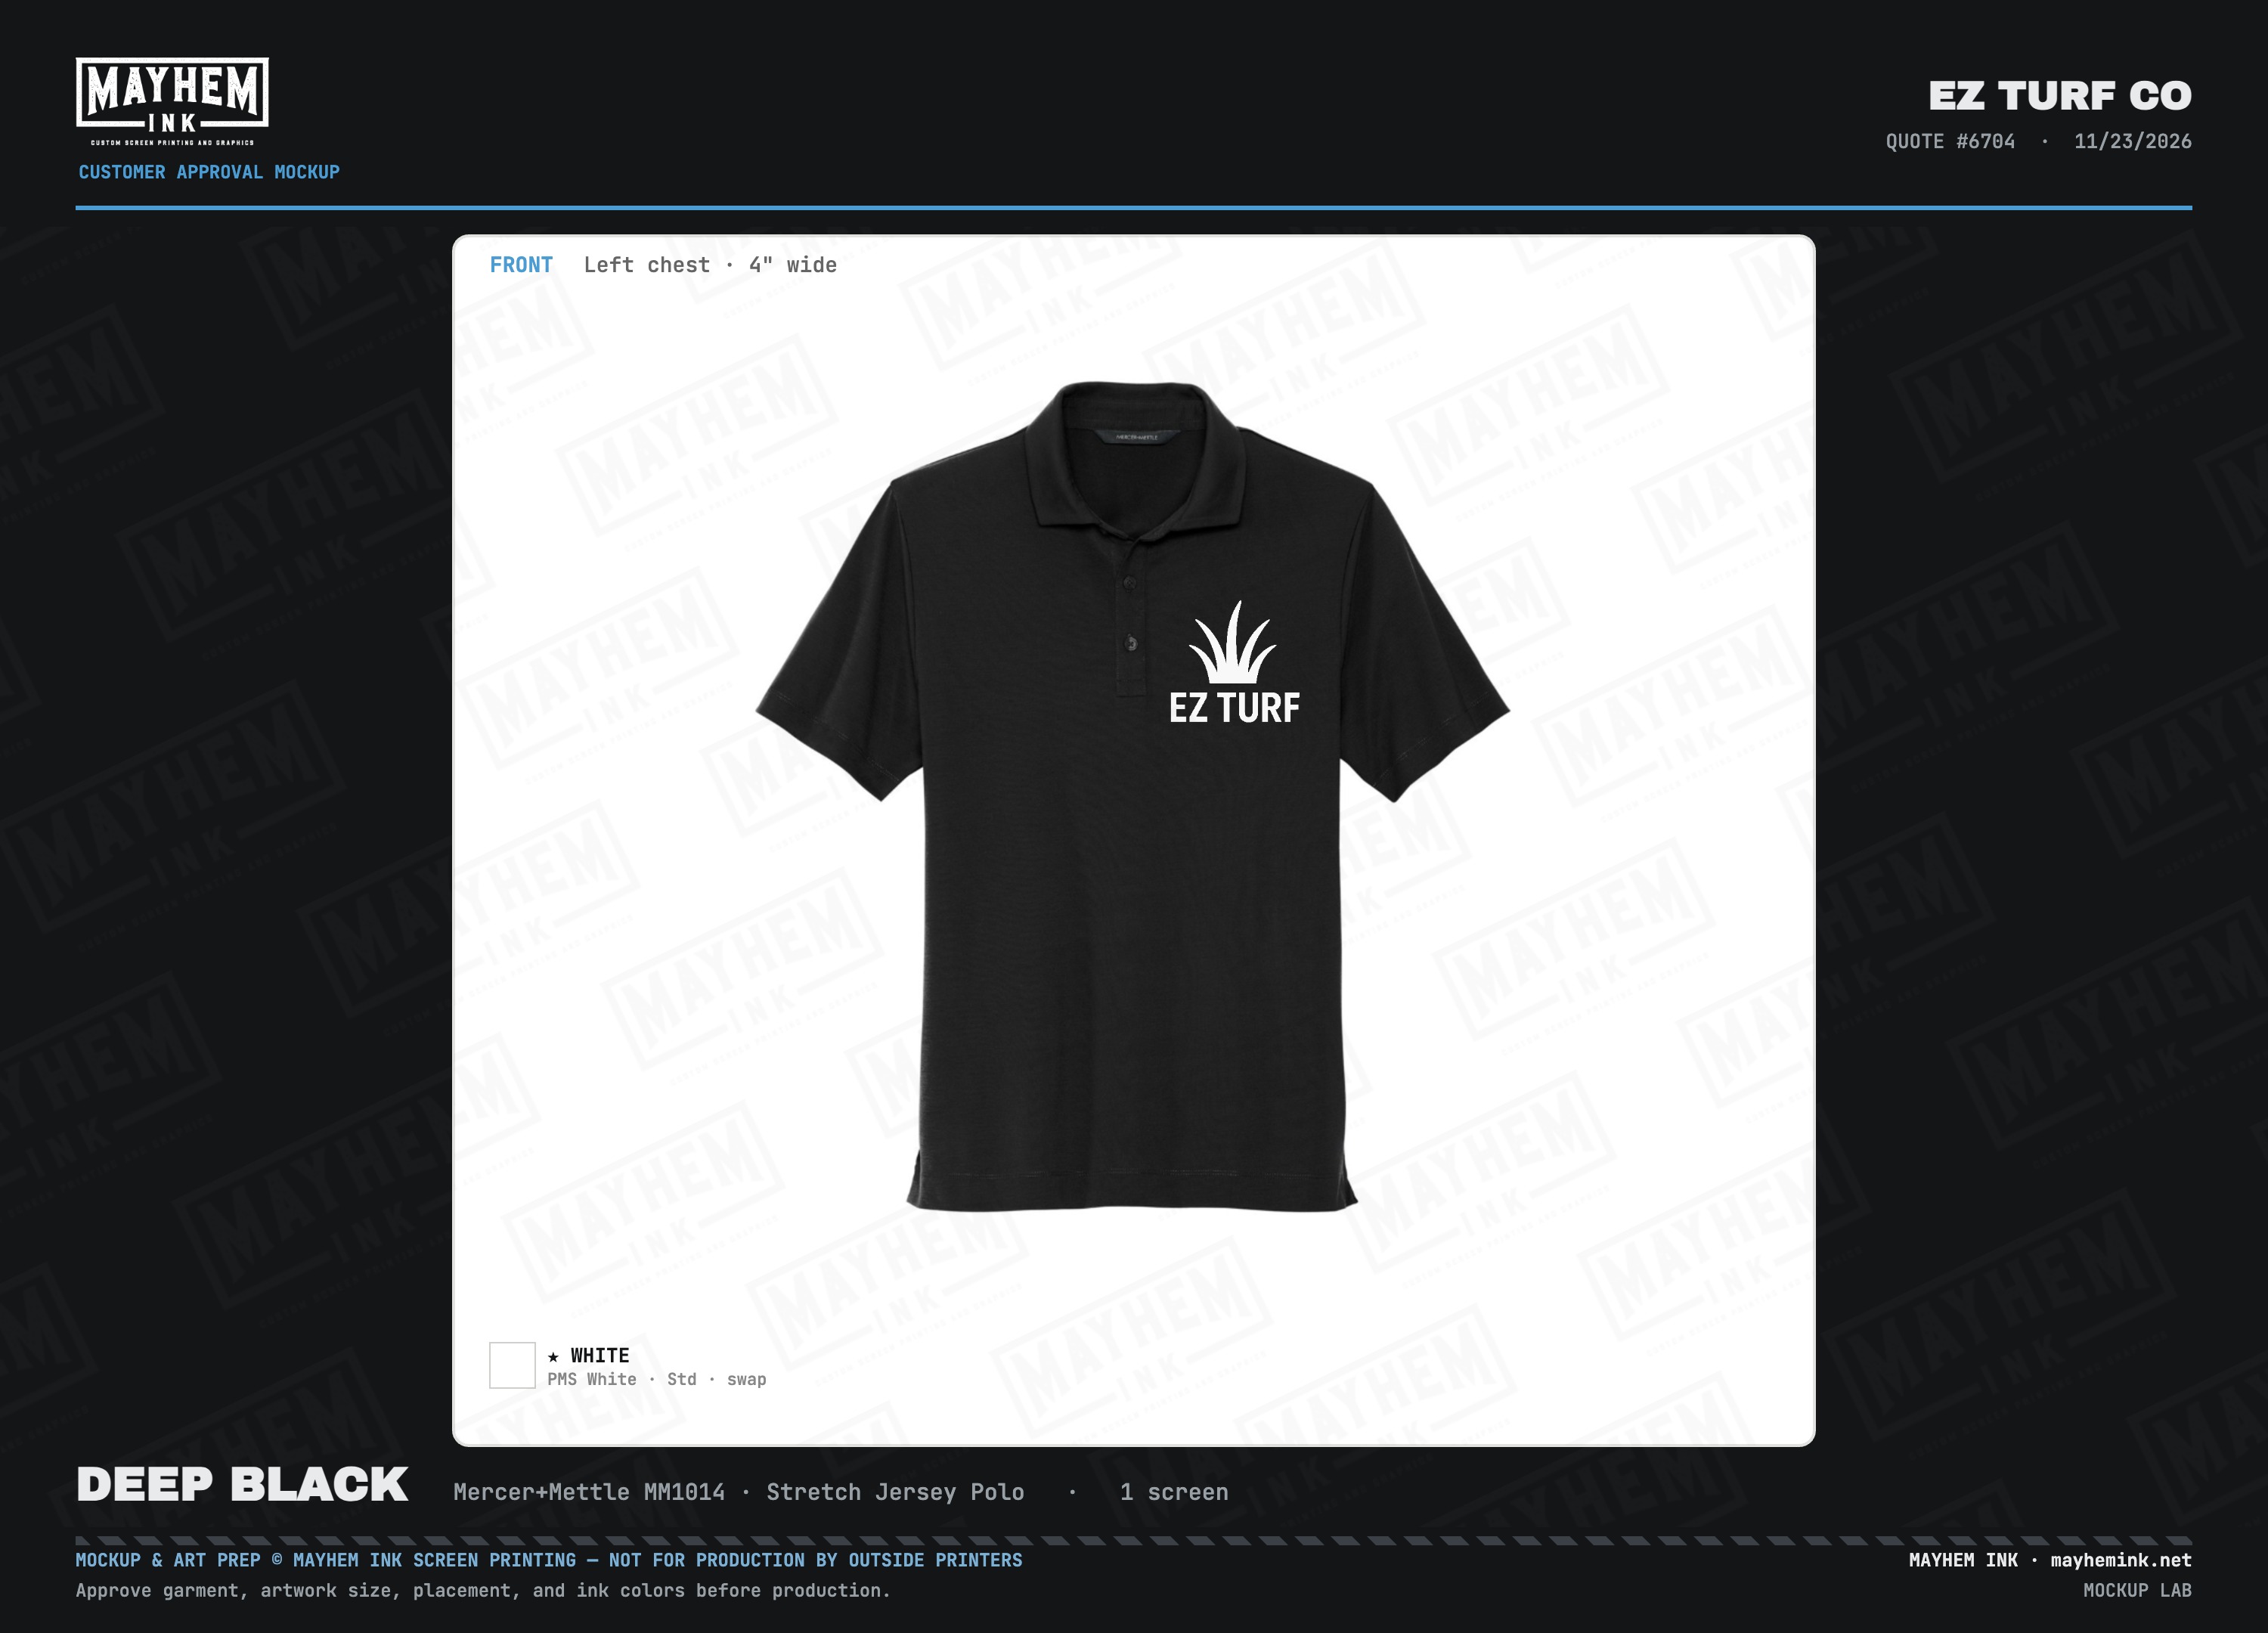 MAYHEM
INK
CUSTOM SCREEN PRINTING AND GRAPHICS
CUSTOMER APPROVAL MOCKUP
EZ TURF CO
QUOTE #6704 · 11/23/2026
FRONT Left chest · 4" wide
MERCER+METTLE
EZ TURF
★ WHITE
PMS White · Std · swap
DEEP BLACK Mercer+Mettle MM1014 · Stretch Jersey Polo · 1 screen
MOCKUP & ART PREP © MAYHEM INK SCREEN PRINTING — NOT FOR PRODUCTION BY OUTSIDE PRINTERS
Approve garment, artwork size, placement, and ink colors before production.
MAYHEM INK · mayhemink.net
MOCKUP LAB